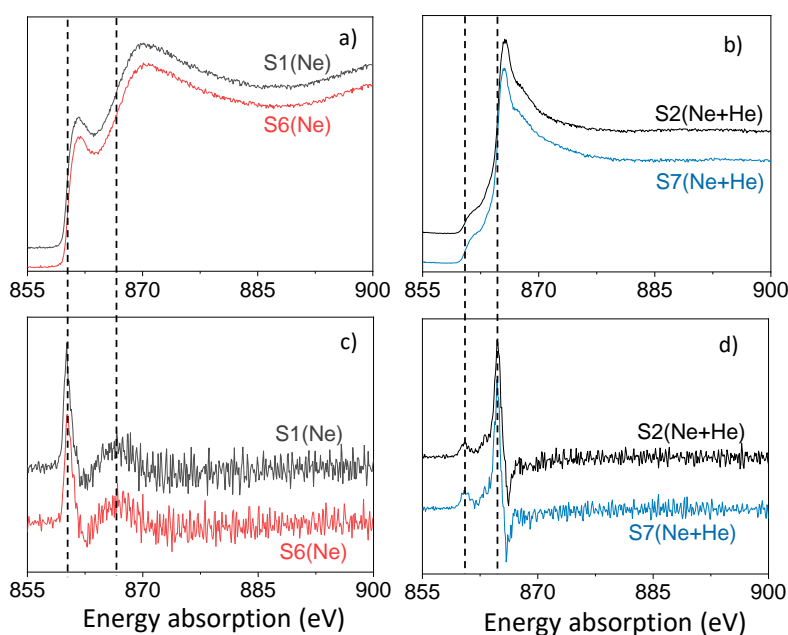 a)
S1(Ne)
S6(Ne)
855 870 885 900
b)
S2(Ne+He)
S7(Ne+He)
855 870 885 900
c)
S1(Ne)
S6(Ne)
855 870 885 900
Energy absorption (eV)
d)
S2(Ne+He)
S7(Ne+He)
855 870 885 900
Energy absorption (eV)